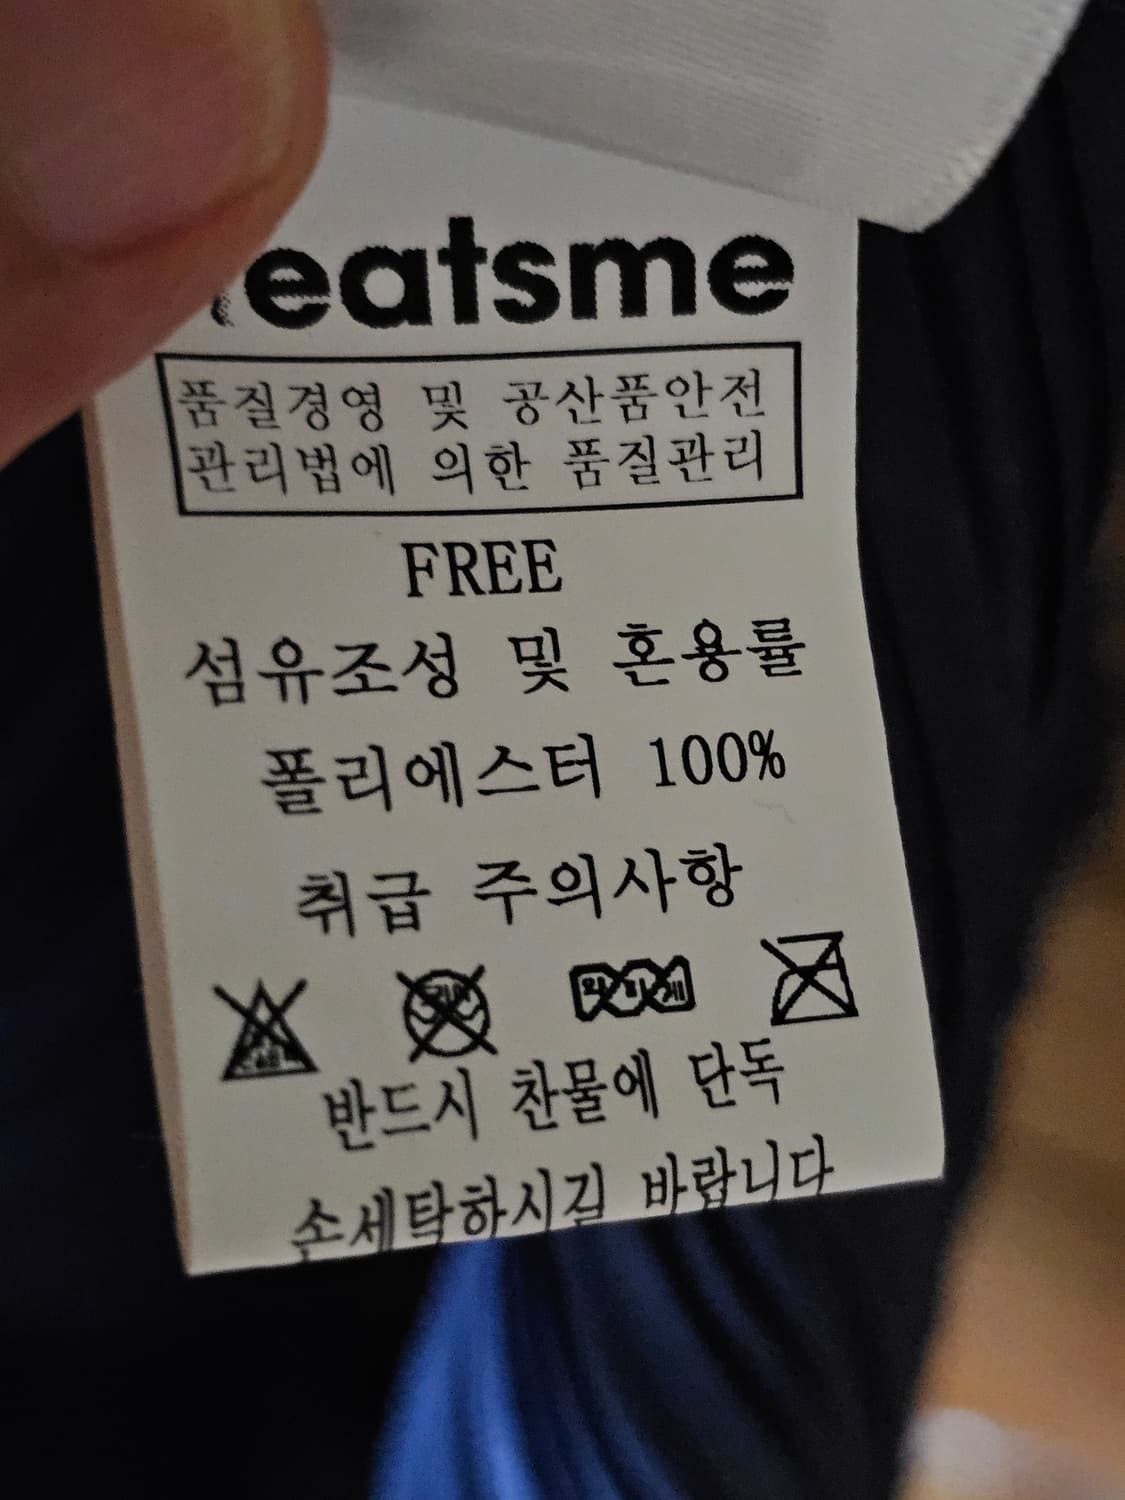 eatsme
품질경영 및 공산품안전
관리법에 의한 품질관리
FREE
섬유조성 및 혼용률
폴리에스터 100%
취급 주의사항
반드시 찬물에 단독
손세탁하시길 바랍니다